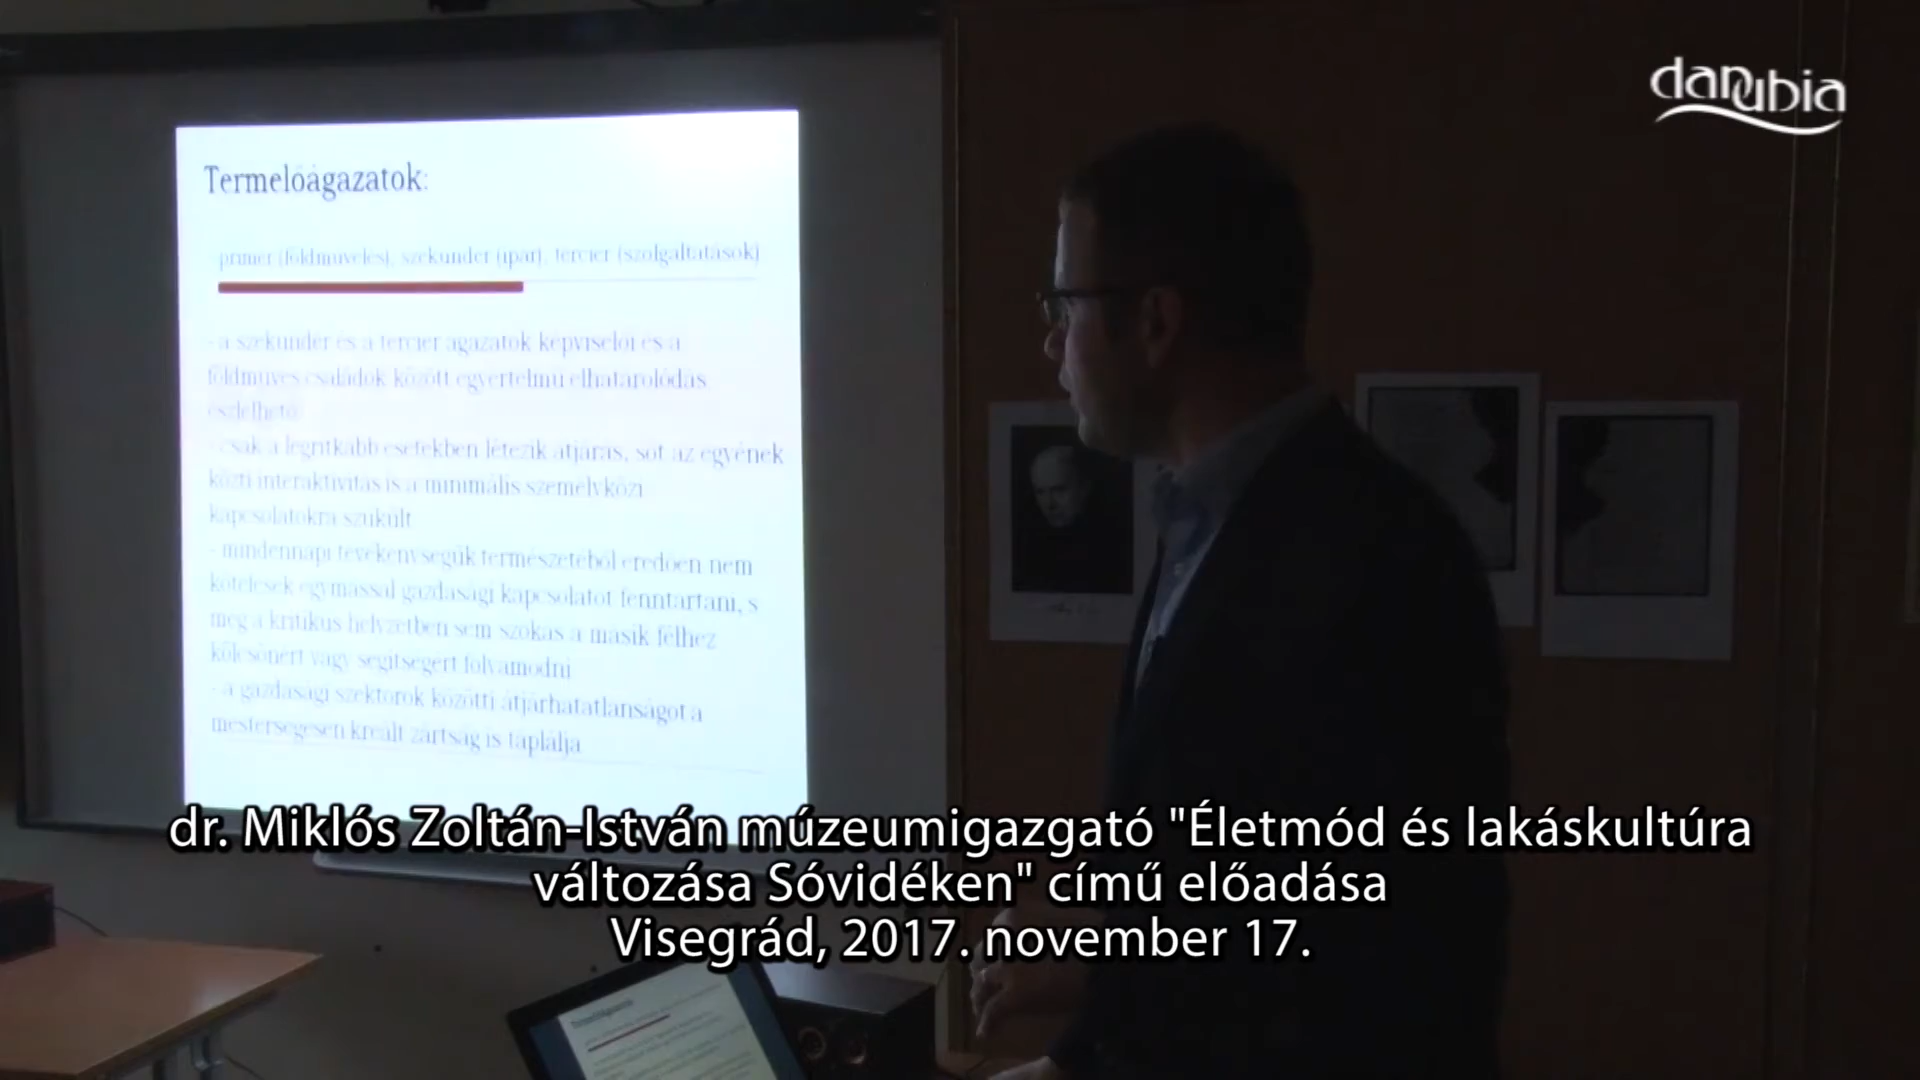 danubia
Termelőágazatok:
- primer (földművelés), szekunder (ipar), tercier (szolgáltatások)
- a szekunder és a tercier ágazatok képviselői és a
földműves családok között egyértelmű elhatárolódás
észlelhető
- csak a legritkább esetekben létezik átjárás, sőt az egyének
közti interaktivitás is a minimális személyközi
kapcsolatokra szűkült
- mindennapi tevékenységük természetéből eredően nem
kötelesek egymással gazdasági kapcsolatot fenntartani, s
még a kritikus helyzetben sem szokás a másik félhez
kölcsönért vagy segítségért folyamodni
- a gazdasági szektorok közötti átjárhatatlanságot a
mesterségesen kreált zártság is táplálja
dr. Miklós Zoltán-István múzeumigazgató "Életmód és lakáskultúra
változása Sóvidéken" című előadása
Visegrád, 2017. november 17.
Termelőágazatok: